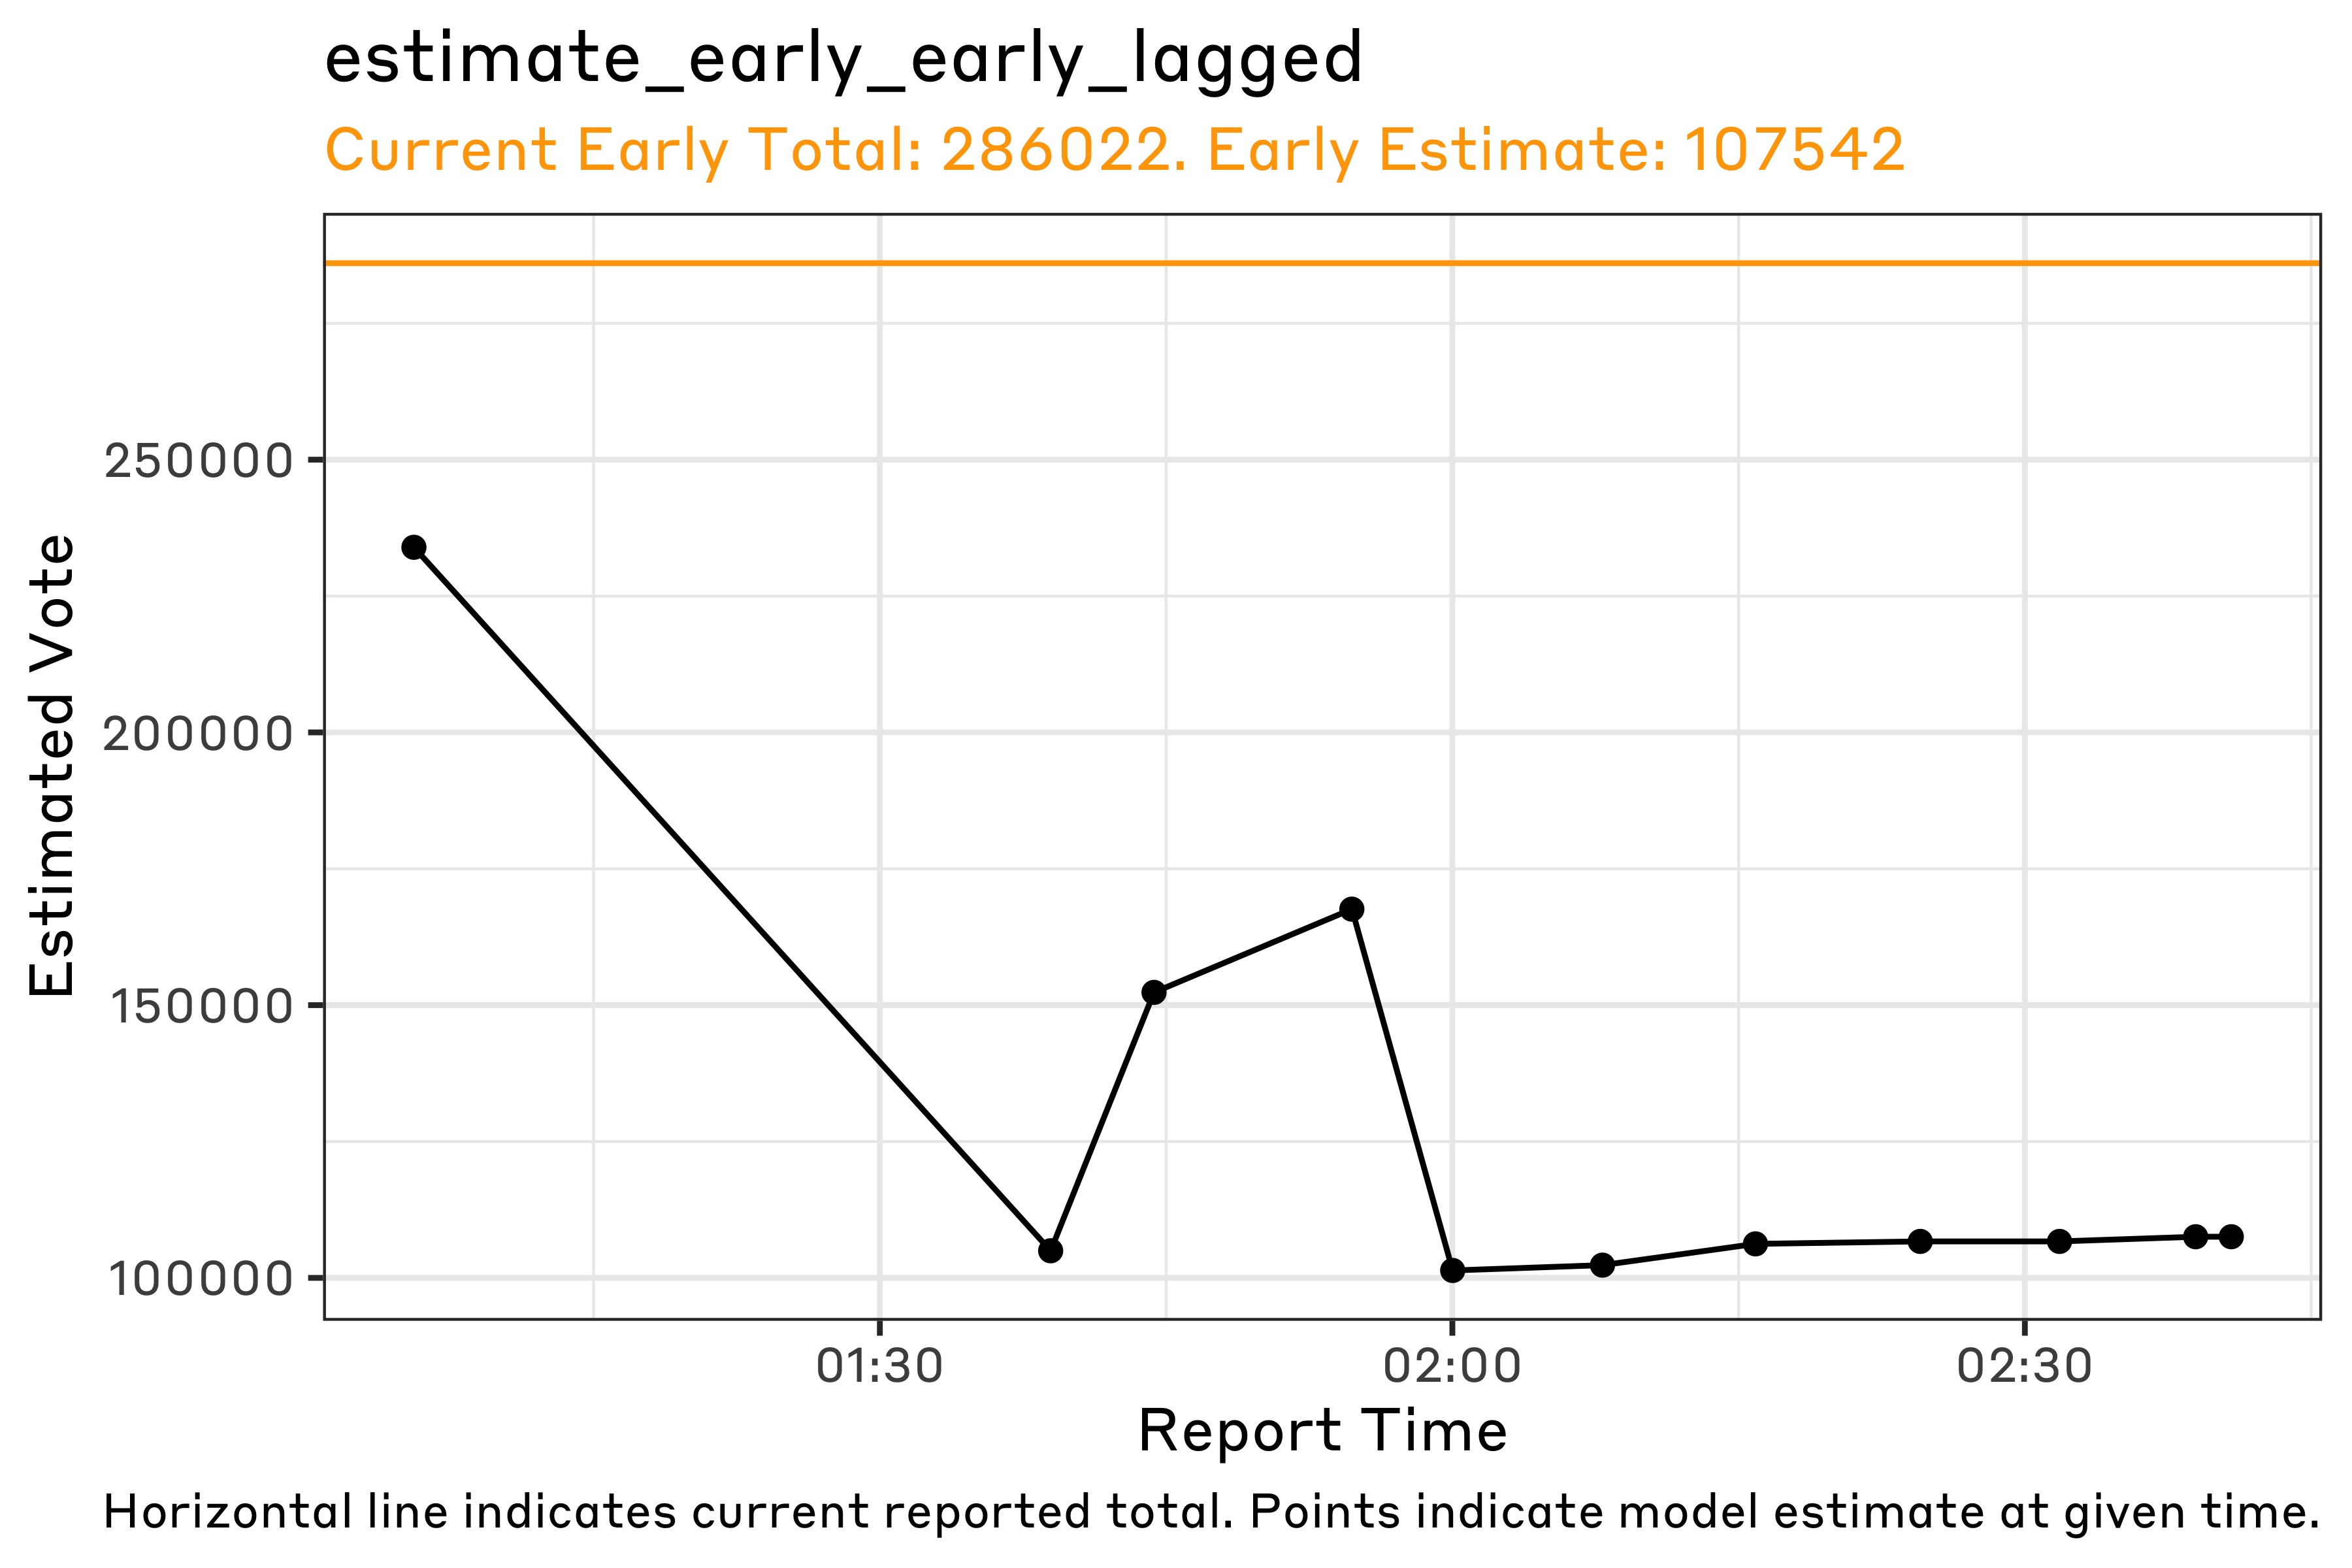 estimate_early_early_lagged
Current Early Total: 286022. Early Estimate: 107542
Estimated Vote
250000
200000
150000
100000
01:30 02:00 02:30
Report Time
Horizontal line indicates current reported total. Points indicate model estimate at given time.